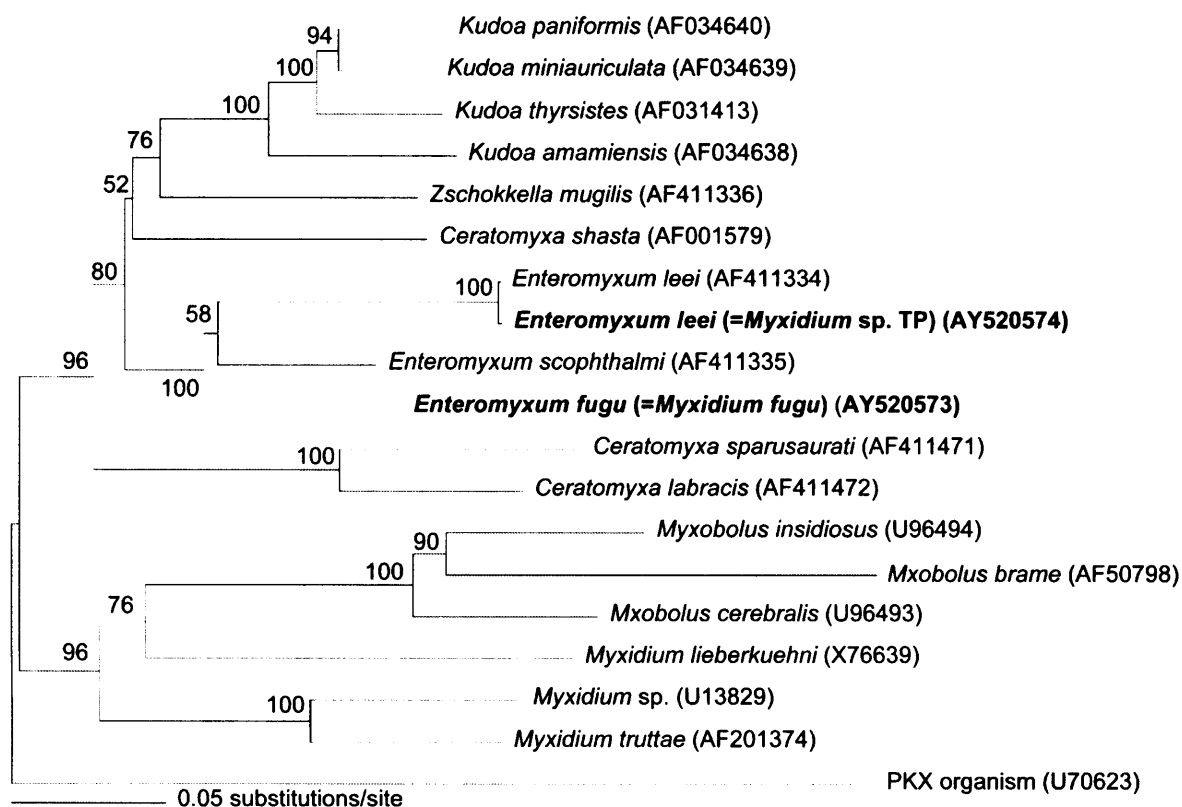 94
Kudoa paniformis (AF034640)
100
Kudoa miniauriculata (AF034639)
100
Kudoa thyrsistes (AF031413)
76
Kudoa amamiensis (AF034638)
52
Zschokkella mugilis (AF411336)
Ceratomyxa shasta (AF001579)
80
100
Enteromyxum leei (AF411334)
58
Enteromyxum leei (=Myxidium sp. TP) (AY520574)
96
100
Enteromyxum scophthalmi (AF411335)
Enteromyxum fugu (=Myxidium fugu) (AY520573)
100
Ceratomyxa sparusaurati (AF411471)
Ceratomyxa labracis (AF411472)
90
Myxobolus insidiosus (U96494)
100
Mxobolus brame (AF50798)
76
Mxobolus cerebralis (U96493)
96
Myxidium lieberkuehni (X76639)
100
Myxidium sp. (U13829)
Myxidium truttae (AF201374)
PKX organism (U70623)
0.05 substitutions/site